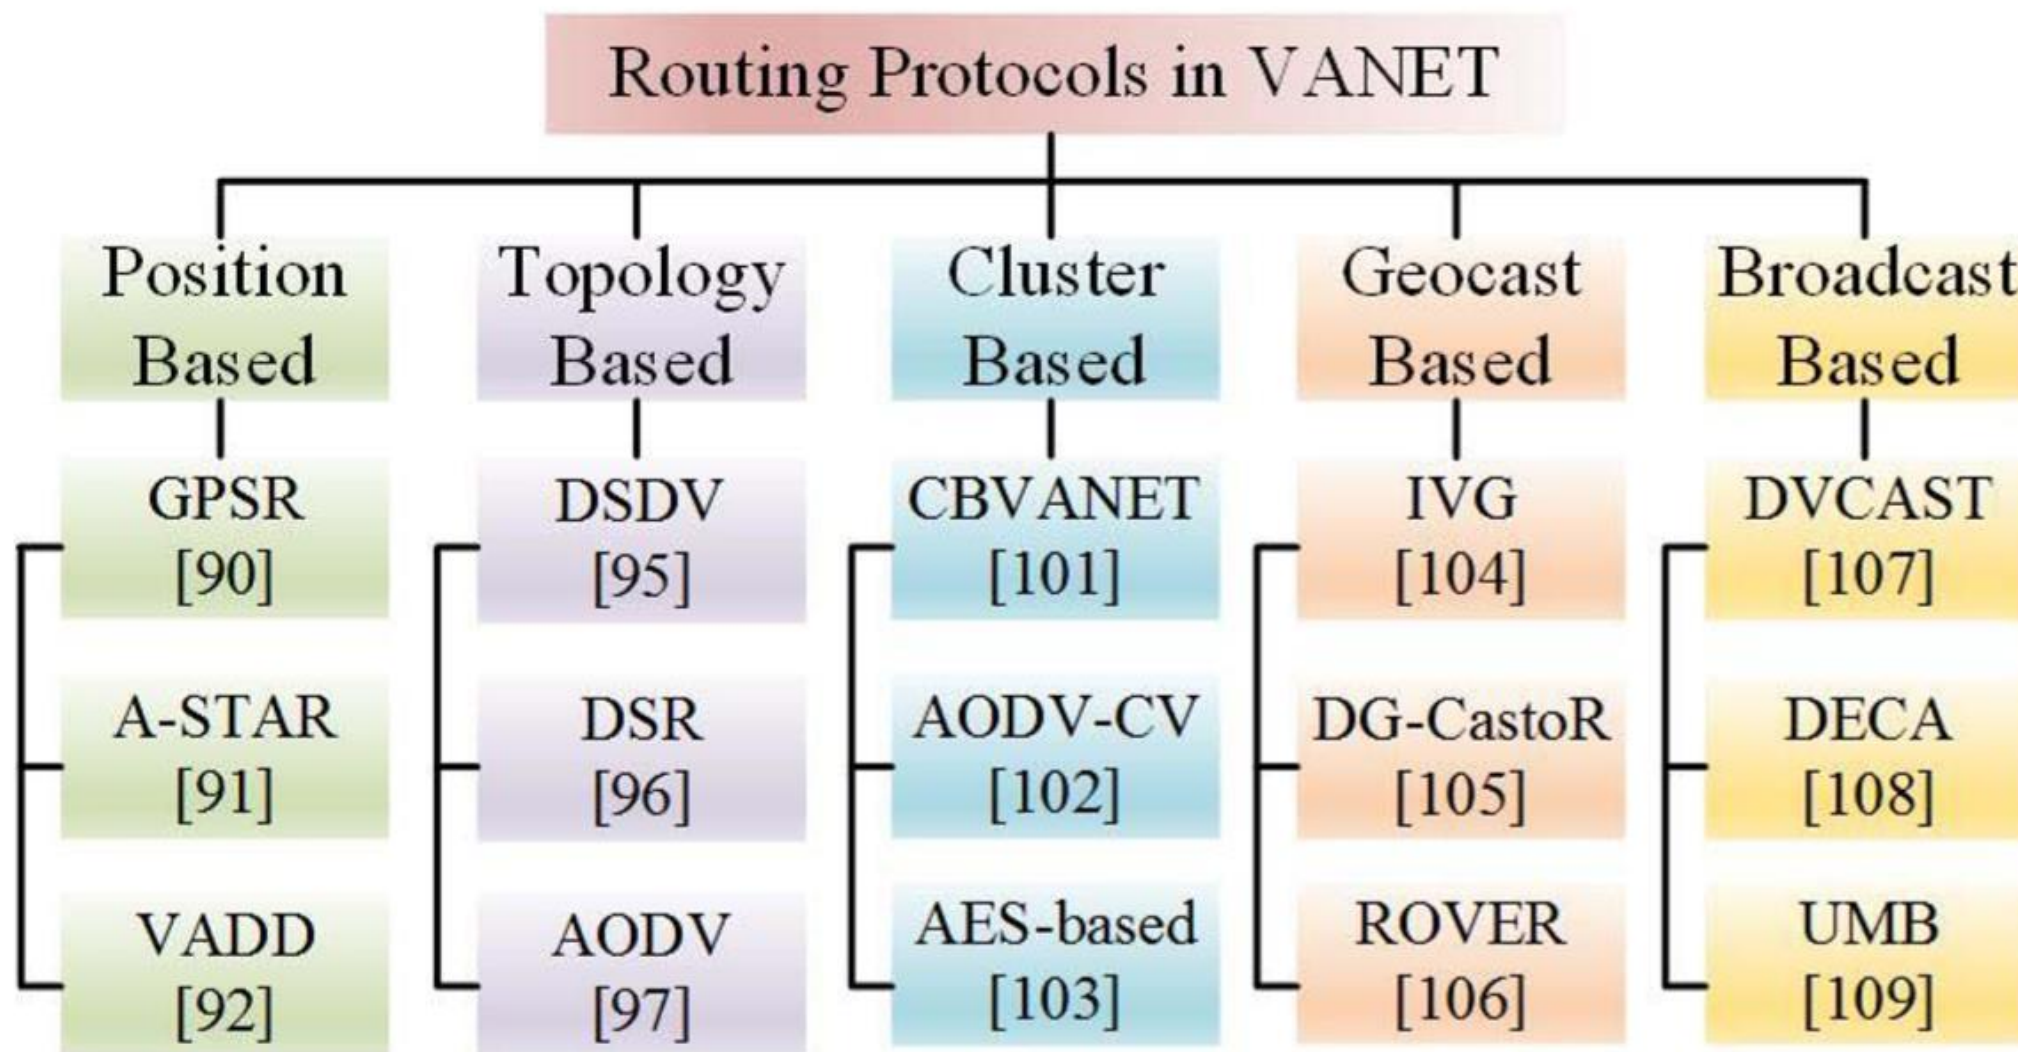 Routing Protocols in VANET
Position
Based
Topology
Based
Cluster
Based
Geocast
Based
Broadcast
Based
GPSR
[90]
DSDV
[95]
CBVANET
[101]
IVG
[104]
DVCAST
[107]
A-STAR
[91]
DSR
[96]
AODV-CV
[102]
DG-CastoR
[105]
DECA
[108]
VADD
[92]
AODV
[97]
AES-based
[103]
ROVER
[106]
UMB
[109]